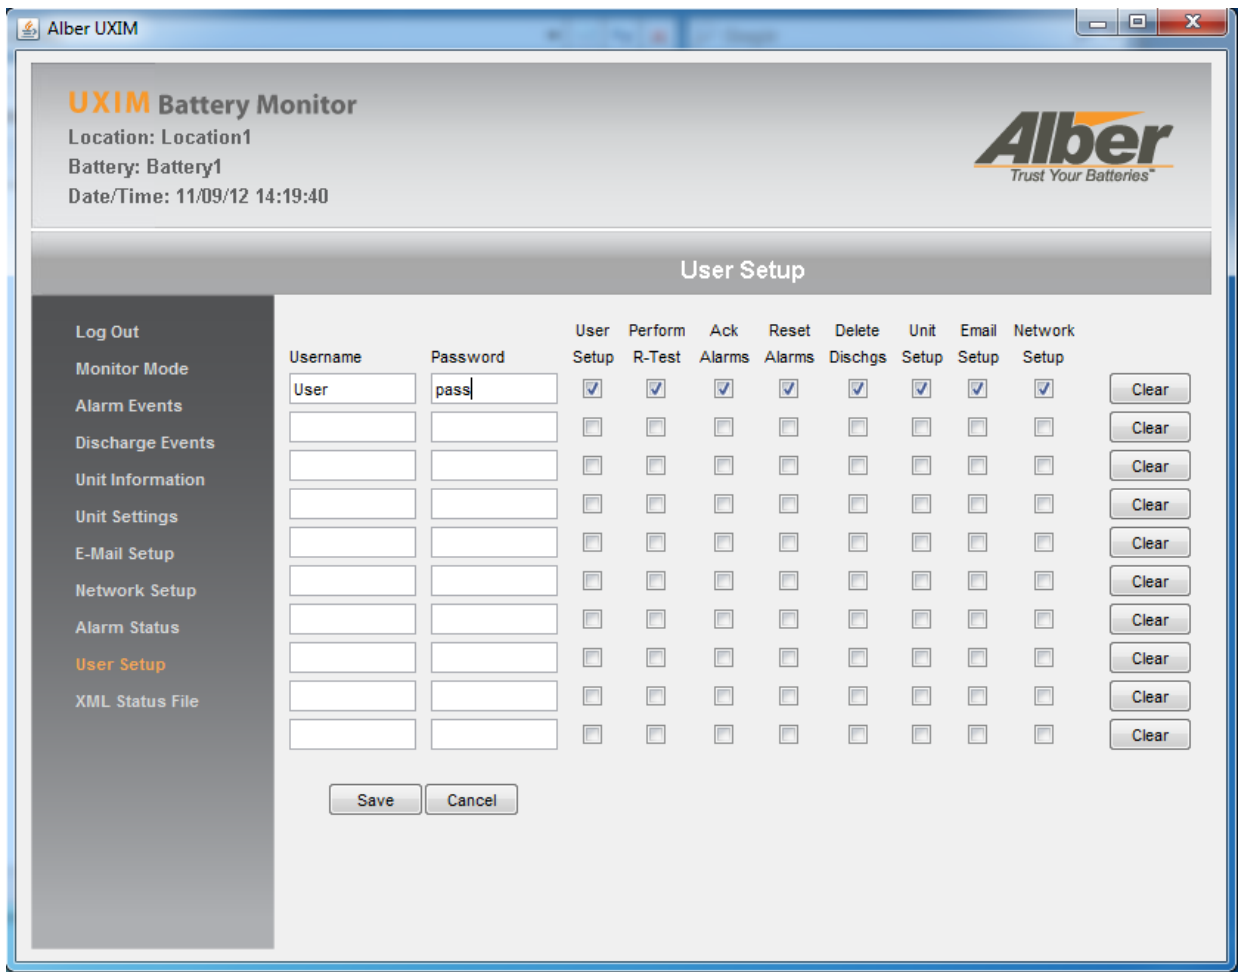 Alber UXIM
UXIM Battery Monitor
Location: Location1
Battery: Battery1
Date/Time: 11/09/12 14:19:40
Alber
Trust Your Batteries™
User Setup
Log Out
Monitor Mode
Alarm Events
Discharge Events
Unit Information
Unit Settings
E-Mail Setup
Network Setup
Alarm Status
User Setup
XML Status File
User Perform Ack Reset Delete Unit Email Network
Username Password Setup R-Test Alarms Alarms Dischgs Setup Setup Setup
User pass Clear
Clear
Clear
Clear
Clear
Clear
Clear
Clear
Clear
Clear
Save Cancel